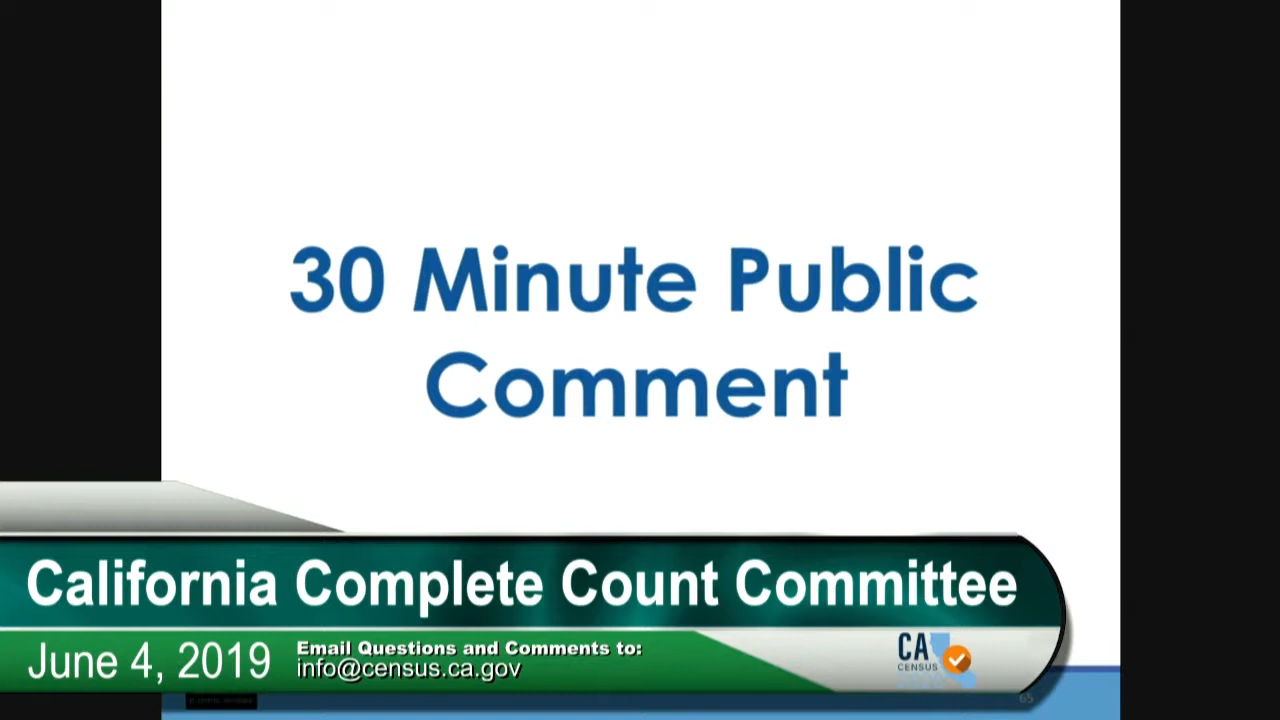 30 Minute Public
Comment
California Complete Count Committee
June 4, 2019
Email Questions and Comments to:
info@census.ca.gov
CA
CENSUS
65